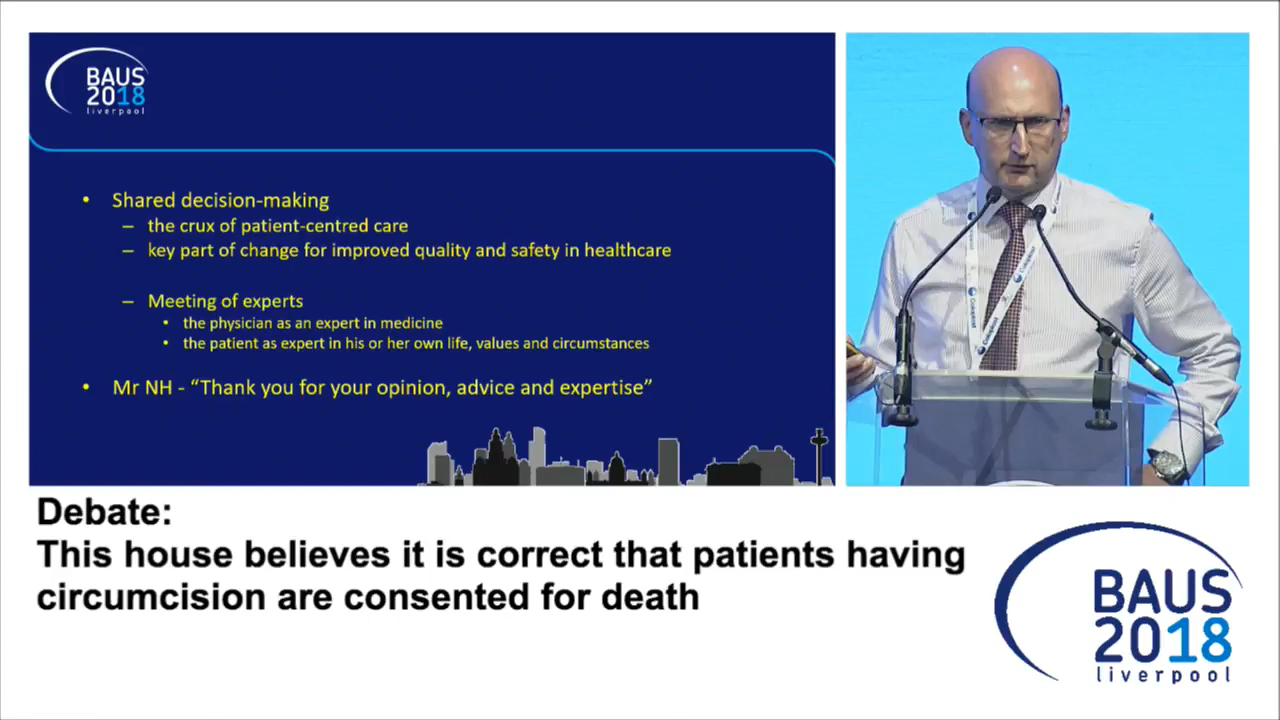 BAUS
2018
liverpool
• Shared decision-making
– the crux of patient-centred care
– key part of change for improved quality and safety in healthcare
– Meeting of experts
• the physician as an expert in medicine
• the patient as expert in his or her own life, values and circumstances
• Mr NH - “Thank you for your opinion, advice and expertise”
Coloplast
Coloplast
Debate:
This house believes it is correct that patients having
circumcision are consented for death
BAUS
2018
liverpool